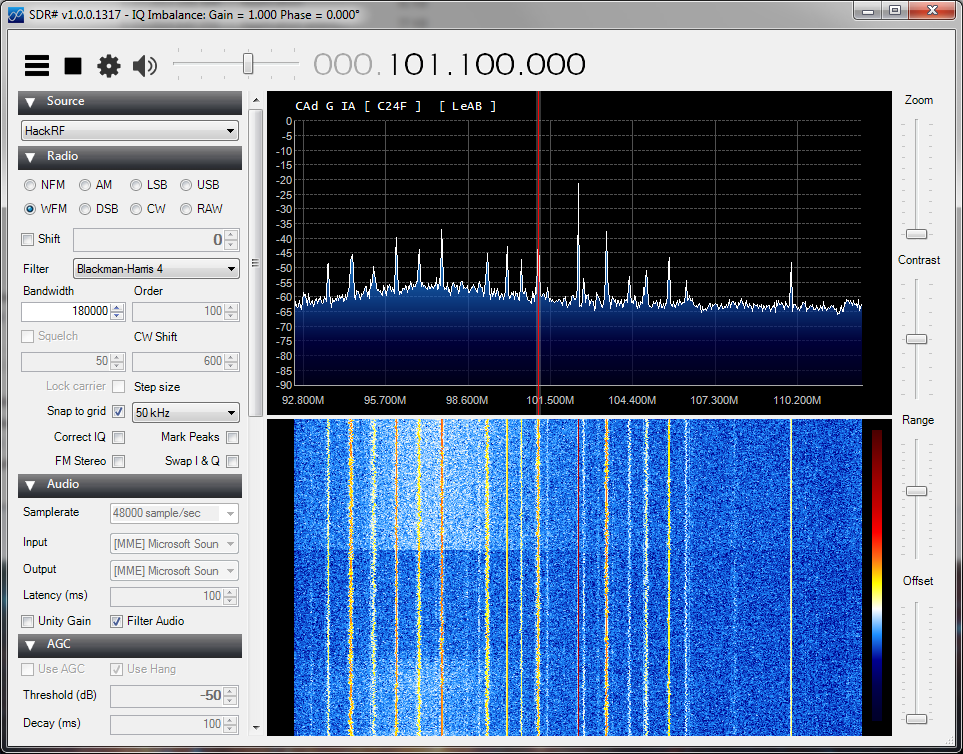 SDR# v1.0.0.1317 - IQ Imbalance: Gain = 1.000 Phase = 0.000°
000.101.100.000
Source
HackRF
Radio
NFM AM LSB USB
WFM DSB CW RAW
Shift 0
Filter Blackman-Harris 4
Bandwidth Order
180000 100
Squelch CW Shift
50 600
Lock carrier Step size
Snap to grid 50 kHz
Correct IQ Mark Peaks
FM Stereo Swap I & Q
Audio
Samplerate 48000 sample/sec
Input [MME] Microsoft Soun
Output [MME] Microsoft Soun
Latency (ms) 100
Unity Gain Filter Audio
AGC
Use AGC Use Hang
Threshold (dB) -50
Decay (ms) 100
CAd G IA [ C24F ] [ LeAB ]
0
-5
-10
-15
-20
-25
-30
-35
-40
-45
-50
-55
-60
-65
-70
-75
-80
-85
-90
92.800M 95.700M 98.600M 101.500M 104.400M 107.300M 110.200M
Zoom
Contrast
Range
Offset